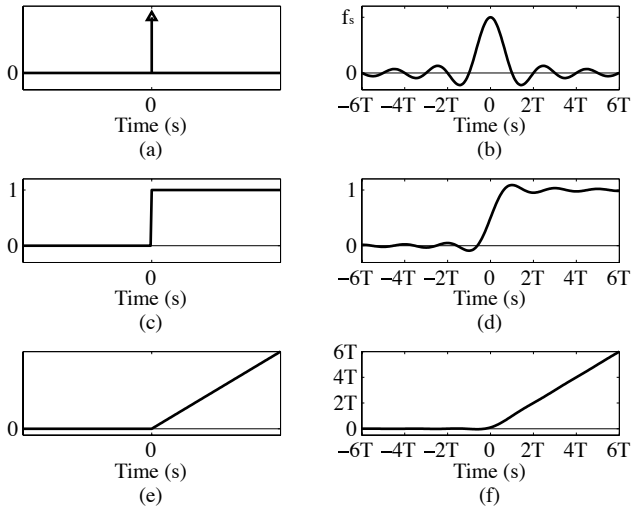 0
0
Time (s)
(a)
fs
0
−6T −4T −2T 0 2T 4T 6T
Time (s)
(b)
1
0
0
Time (s)
(c)
1
0
−6T −4T −2T 0 2T 4T 6T
Time (s)
(d)
0
0
Time (s)
(e)
6T
4T
2T
0
−6T −4T −2T 0 2T 4T 6T
Time (s)
(f)